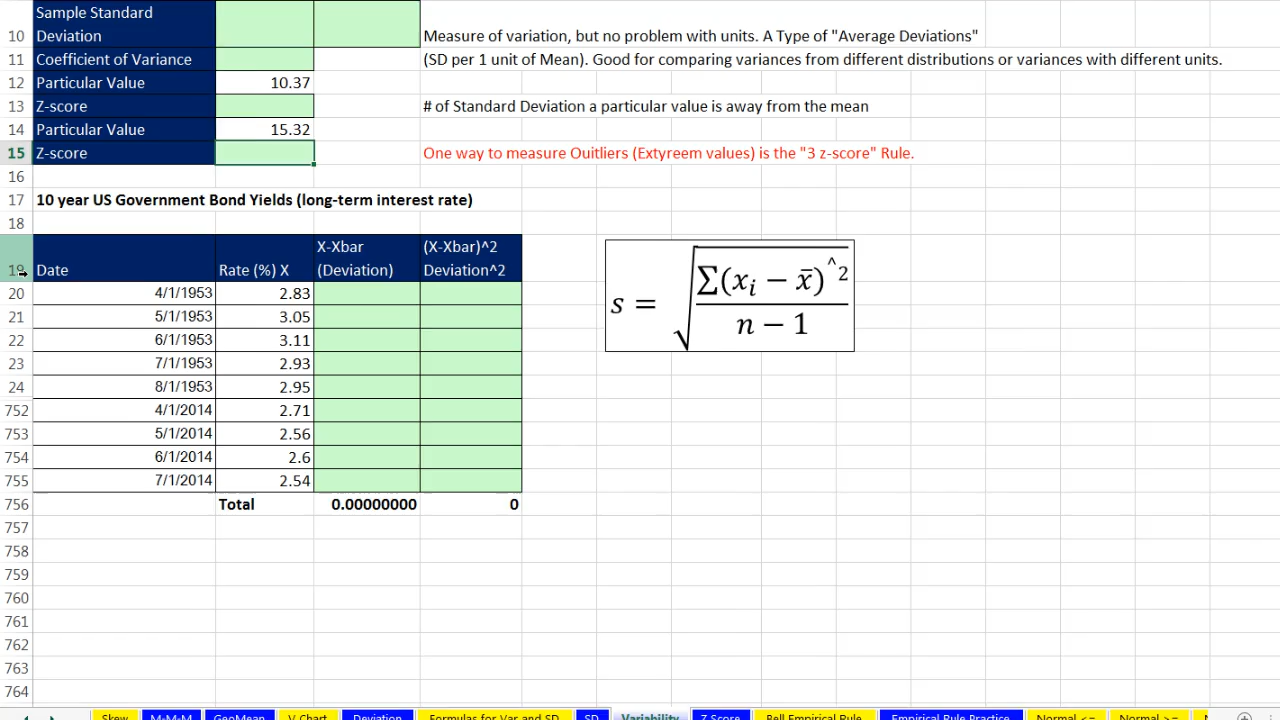 Sample Standard
10 Deviation Measure of variation, but no problem with units. A Type of "Average Deviations"
11 Coefficient of Variance (SD per 1 unit of Mean). Good for comparing variances from different distributions or variances with different units.
12 Particular Value 10.37
13 Z-score # of Standard Deviation a particular value is away from the mean
14 Particular Value 15.32
15 Z-score One way to measure Ouitliers (Extyreem values) is the "3 z-score" Rule.
16
17 10 year US Government Bond Yields (long-term interest rate)
18
X-Xbar (X-Xbar)^2
19 Date Rate (%) X (Deviation) Deviation^2
20 4/1/1953 2.83
21 5/1/1953 3.05
22 6/1/1953 3.11
23 7/1/1953 2.93
24 8/1/1953 2.95
752 4/1/2014 2.71
753 5/1/2014 2.56
754 6/1/2014 2.6
755 7/1/2014 2.54
756 Total 0.00000000 0
s = √(∑(xᵢ − x̄)^2 / n − 1)
757
758
759
760
761
762
763
764
Skew M-M-M GeoMean V Chart Deviation Formulas for Var and SD SD Variability Z Score Bell Empirical Rule Empirical Rule Practice Normal <= Normal >=